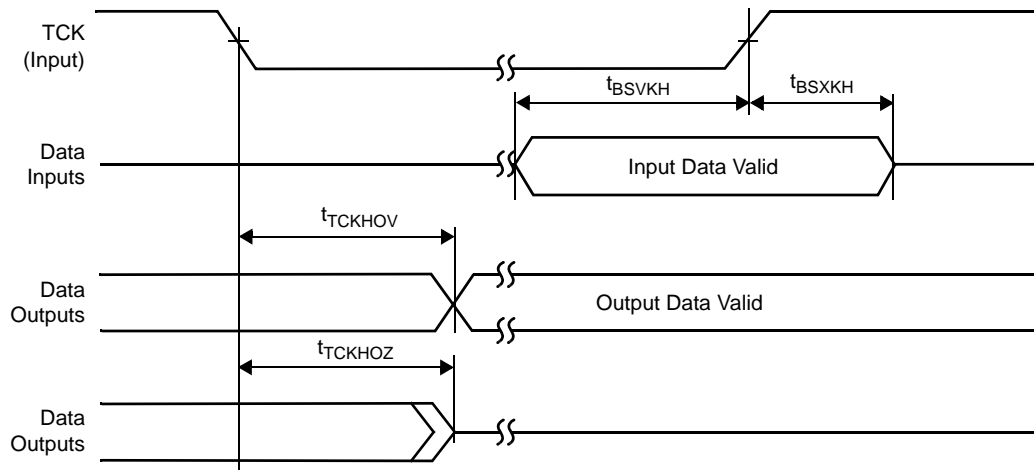 TCK
(Input)
tBSVKH
tBSXKH
Data
Inputs
Input Data Valid
tTCKHOV
Data
Outputs
Output Data Valid
tTCKHOZ
Data
Outputs